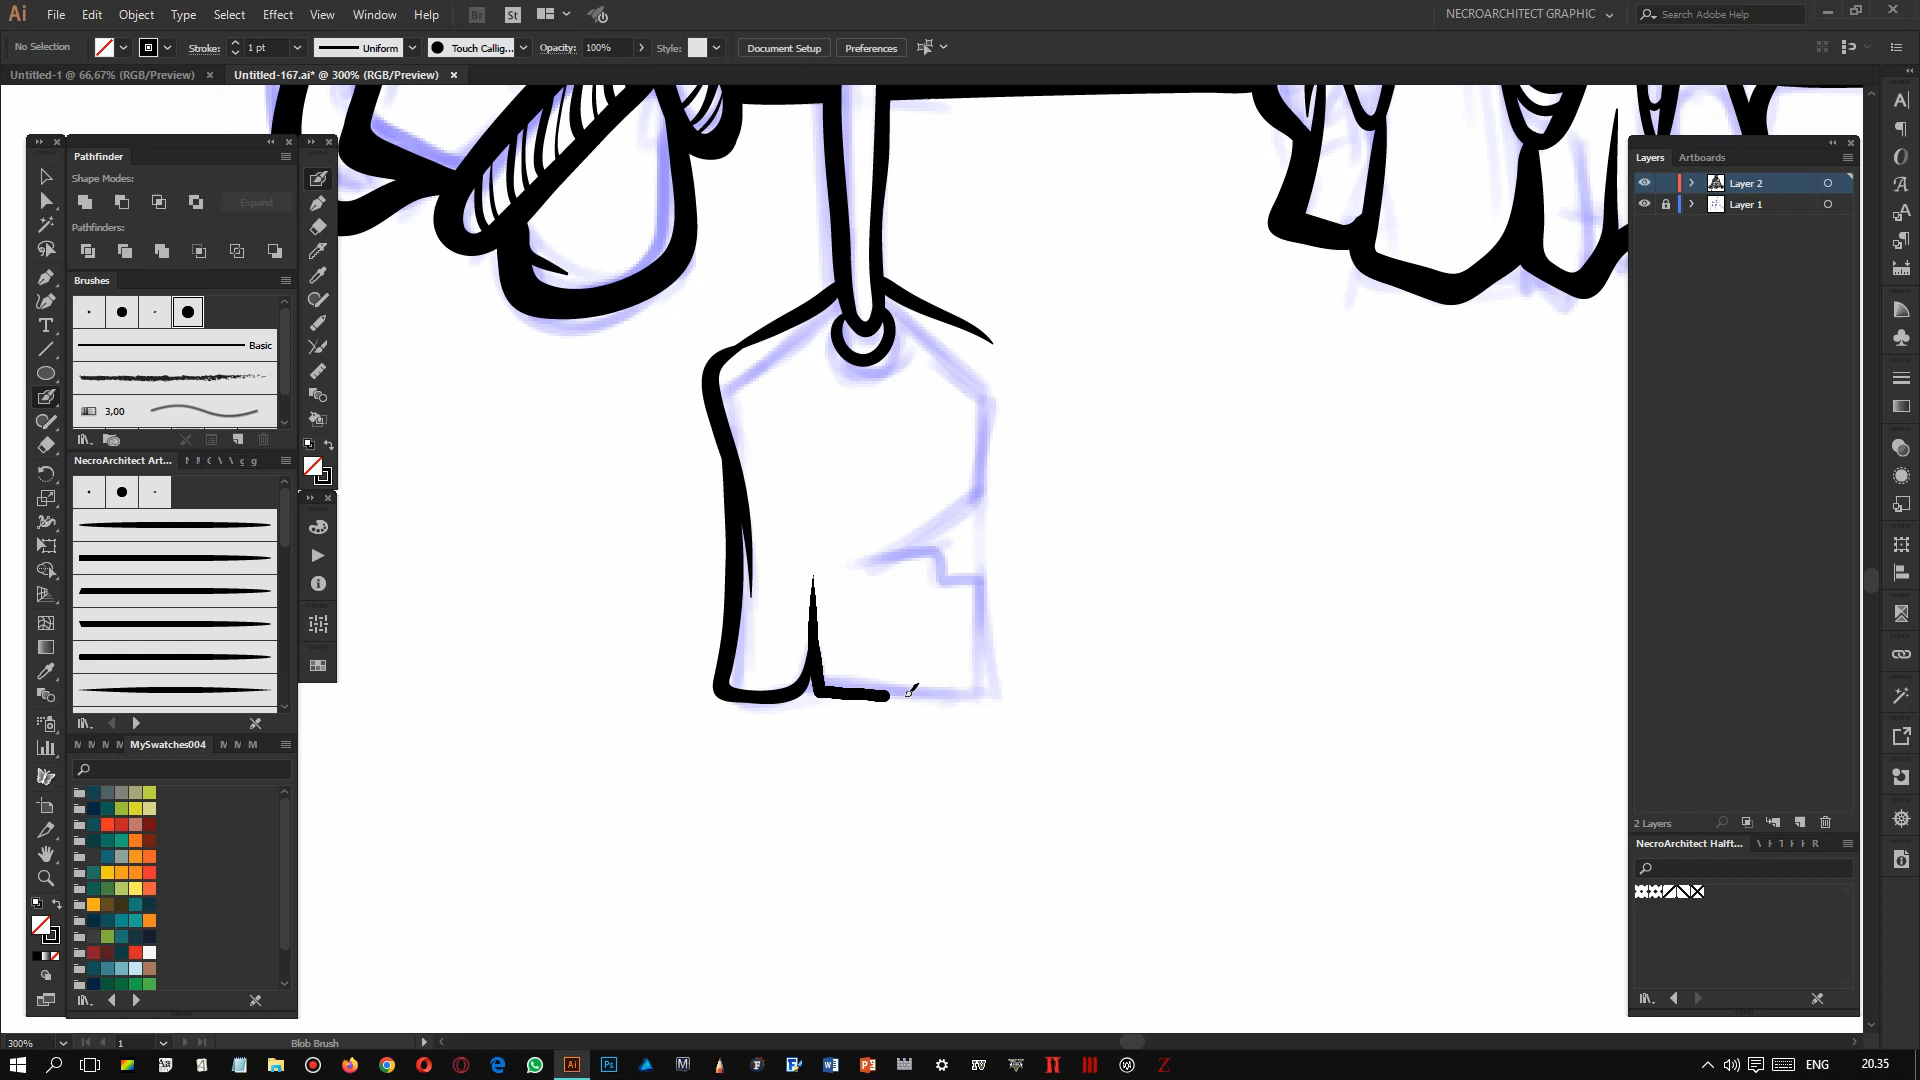 Ai File Edit Object Type Select Effect View Window Help Br St NECROARCHITECT GRAPHIC Search Adobe Help
No Selection Stroke: 1 pt Uniform Touch Callig... Opacity: 100% Style: Document Setup Preferences
Untitled-1 @ 66,67% (RGB/Preview) Untitled-167.ai* @ 300% (RGB/Preview)
Pathfinder
Shape Modes:
Expand
Pathfinders:
Brushes
Basic
3,00
NecroArchitect Art...
MySwatches004
Layers Artboards
Layer 2
Layer 1
2 Layers
NecroArchitect Halft...
300% 1 Blob Brush
ENG 20.35